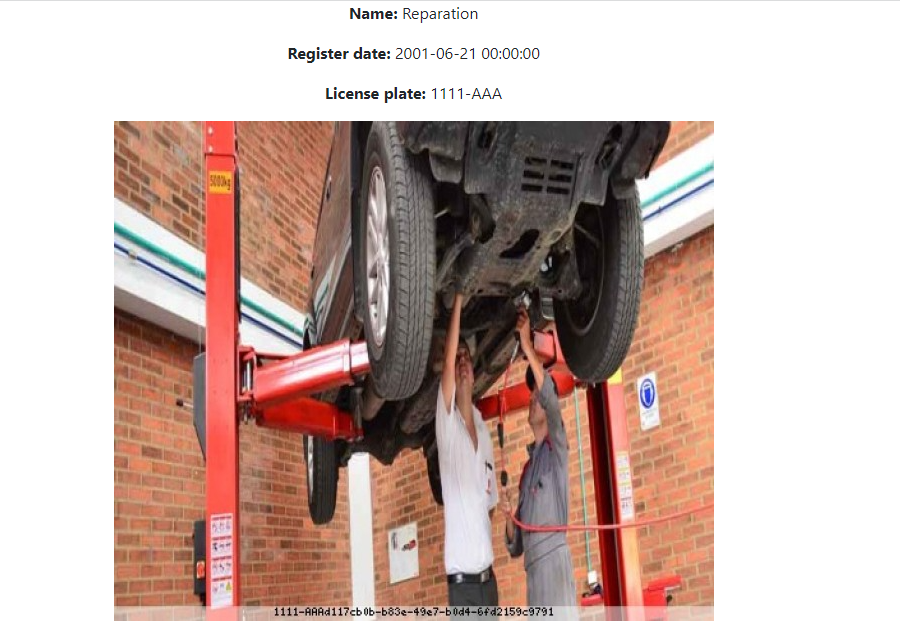 Name: Reparation
Register date: 2001-06-21 00:00:00
License plate: 1111-AAA
5000kg
1111-AAAd117cb0b-b83e-49e7-b0d4-6fd2159c9791